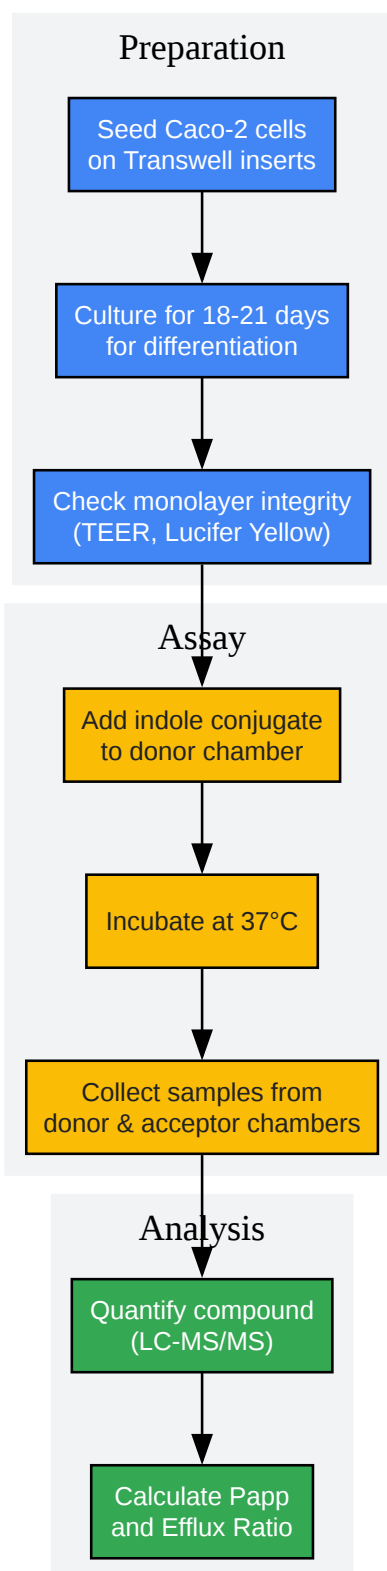 Preparation
Seed Caco-2 cells
on Transwell inserts
Culture for 18-21 days
for differentiation
Check monolayer integrity
(TEER, Lucifer Yellow)
Assay
Add indole conjugate
to donor chamber
Incubate at 37°C
Collect samples from
donor & acceptor chambers
Analysis
Quantify compound
(LC-MS/MS)
Calculate Papp
and Efflux Ratio